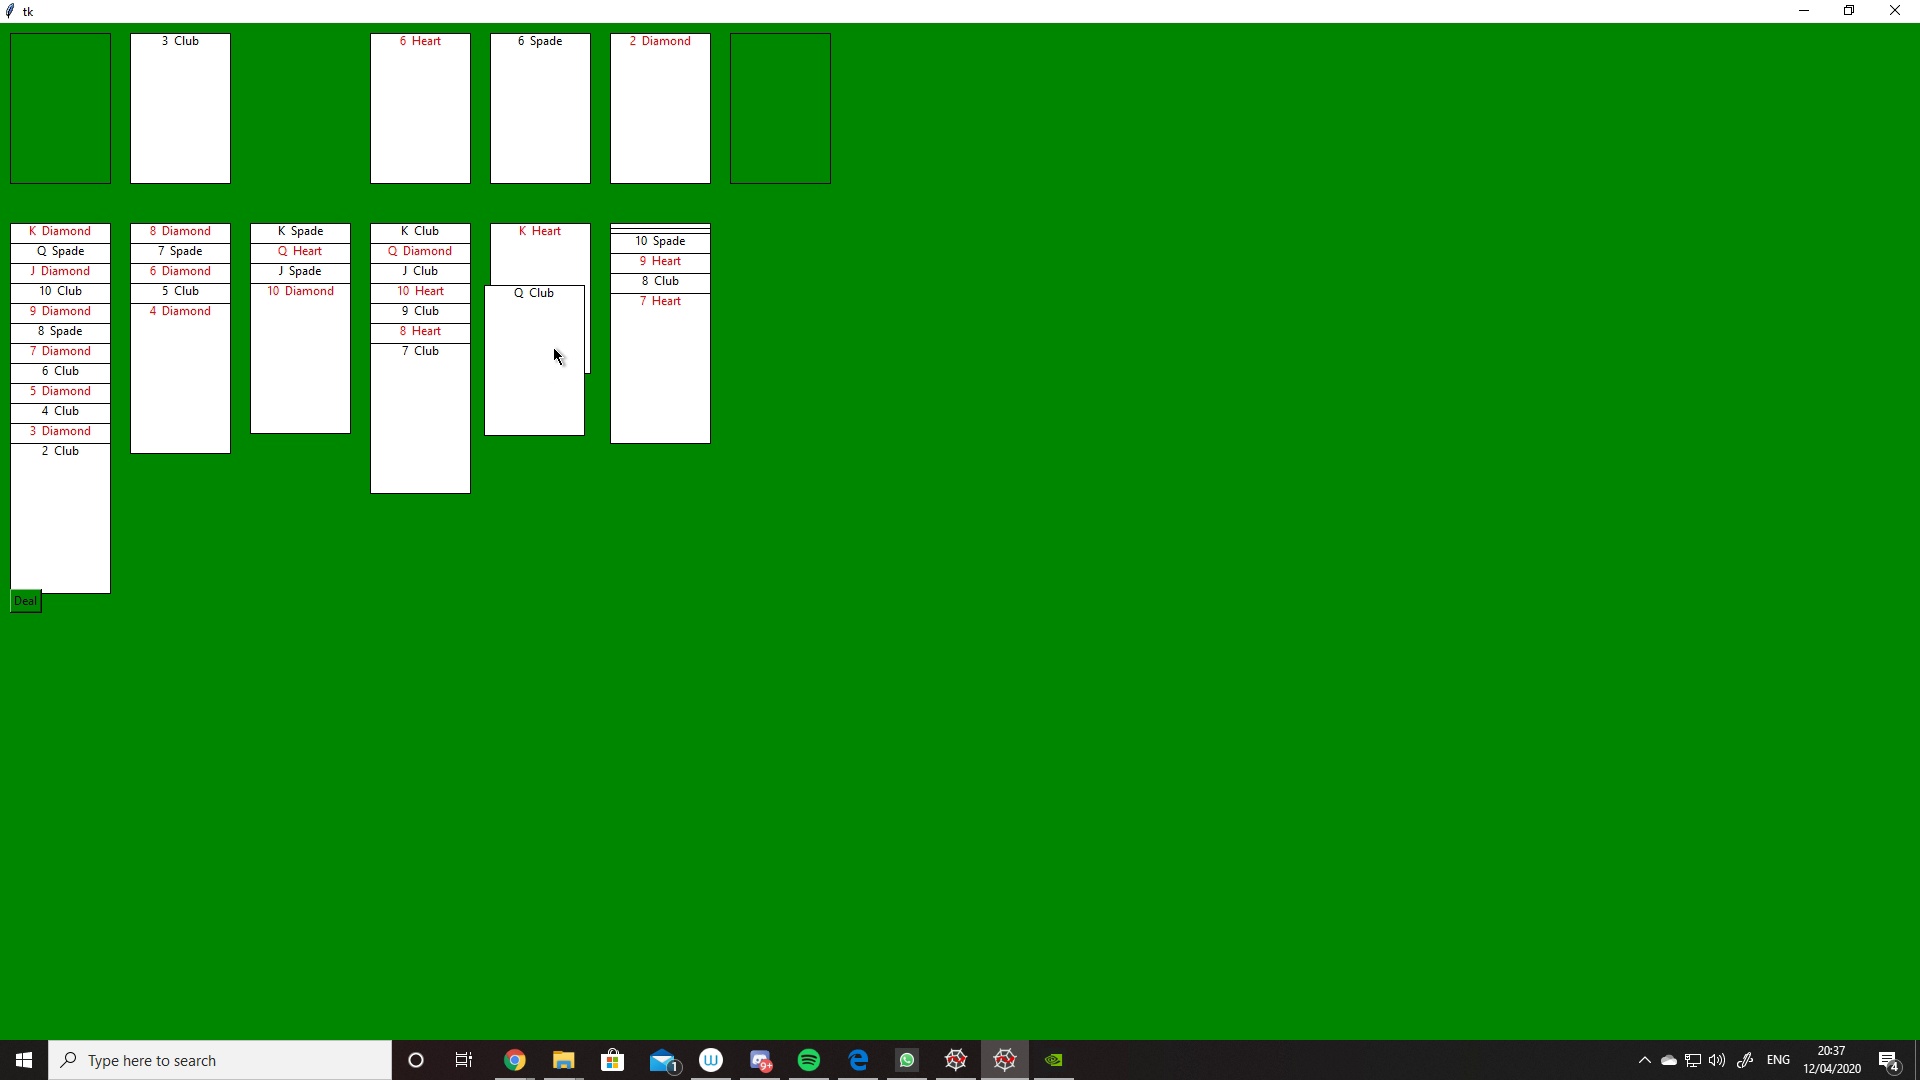 tk
3 Club
6 Heart
6 Spade
2 Diamond
K Diamond
Q Spade
J Diamond
10 Club
9 Diamond
8 Spade
7 Diamond
6 Club
5 Diamond
4 Club
3 Diamond
2 Club
8 Diamond
7 Spade
6 Diamond
5 Club
4 Diamond
K Spade
Q Heart
J Spade
10 Diamond
K Club
Q Diamond
J Club
10 Heart
9 Club
8 Heart
7 Club
K Heart
Q Club
10 Spade
9 Heart
8 Club
7 Heart
Deal
Type here to search
1
W
9+
ENG
20:37
12/04/2020
4